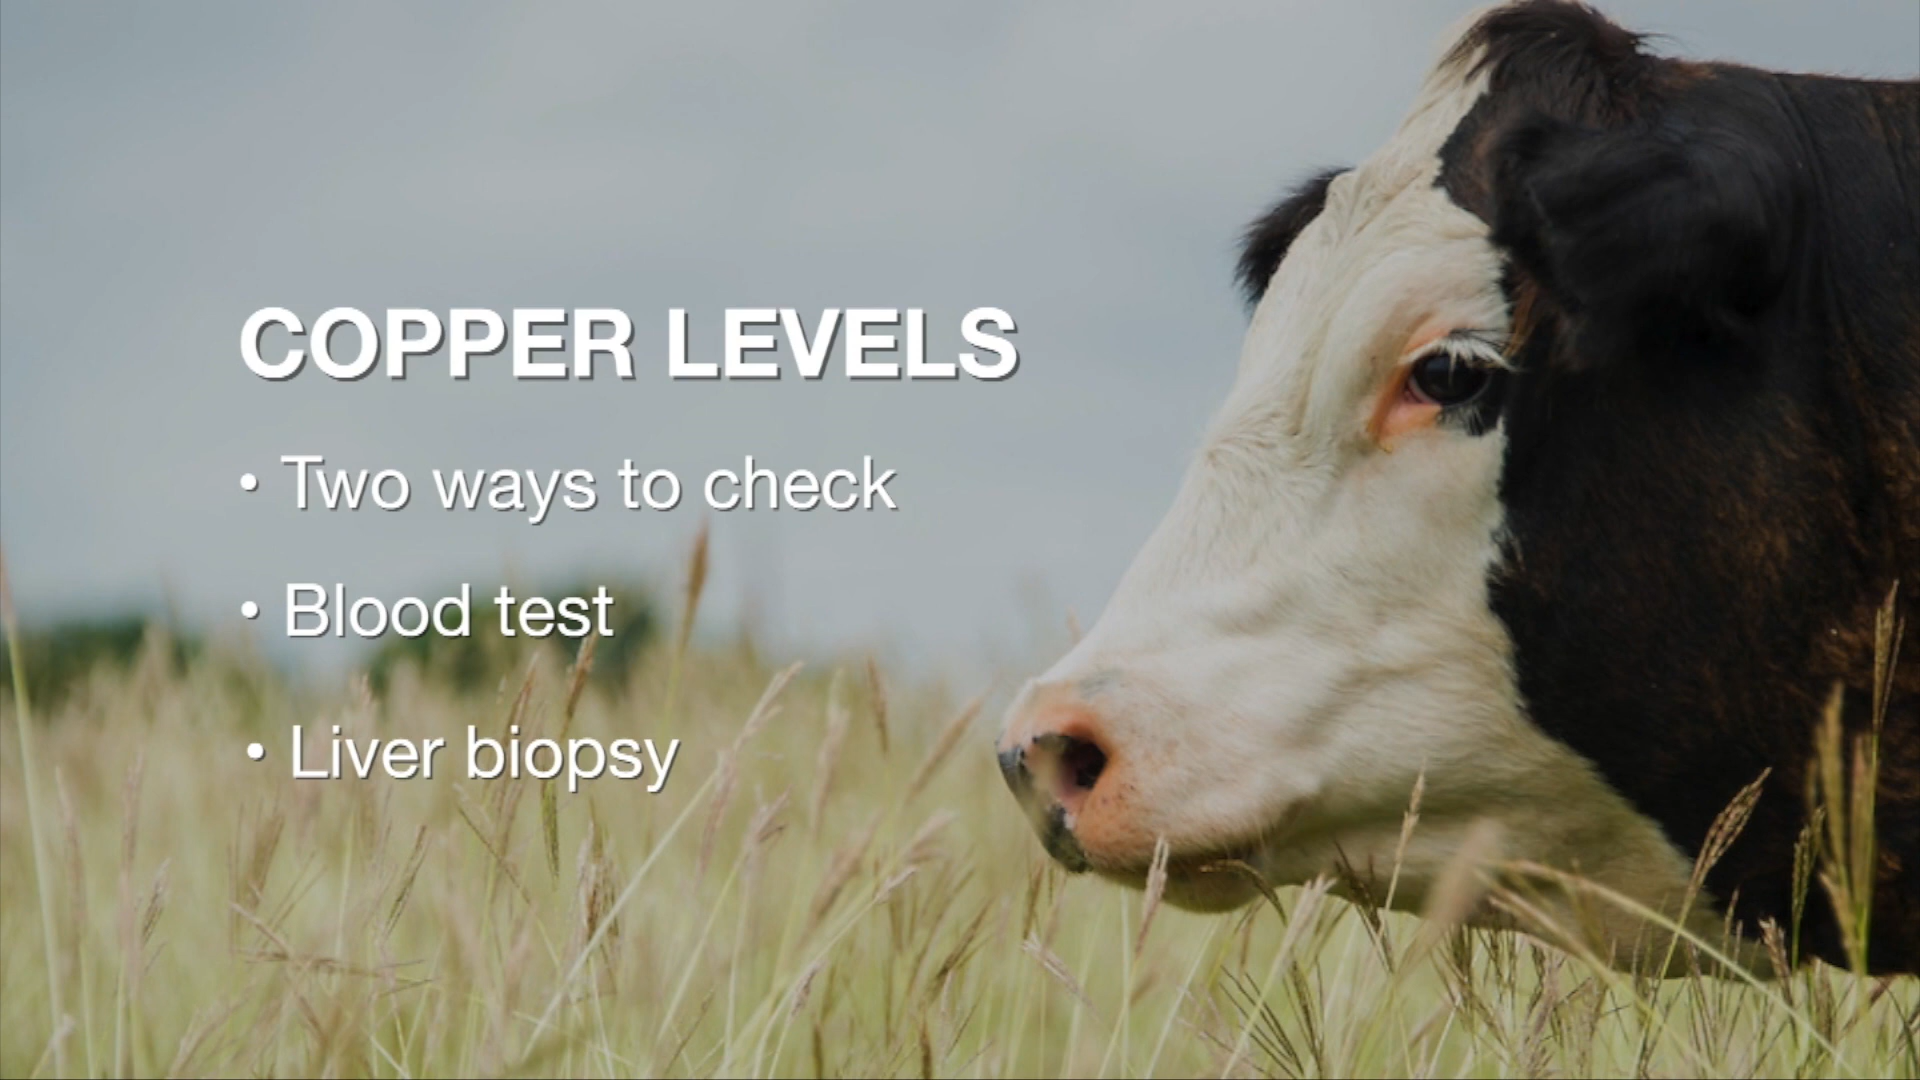 COPPER LEVELS
• Two ways to check
• Blood test
• Liver biopsy